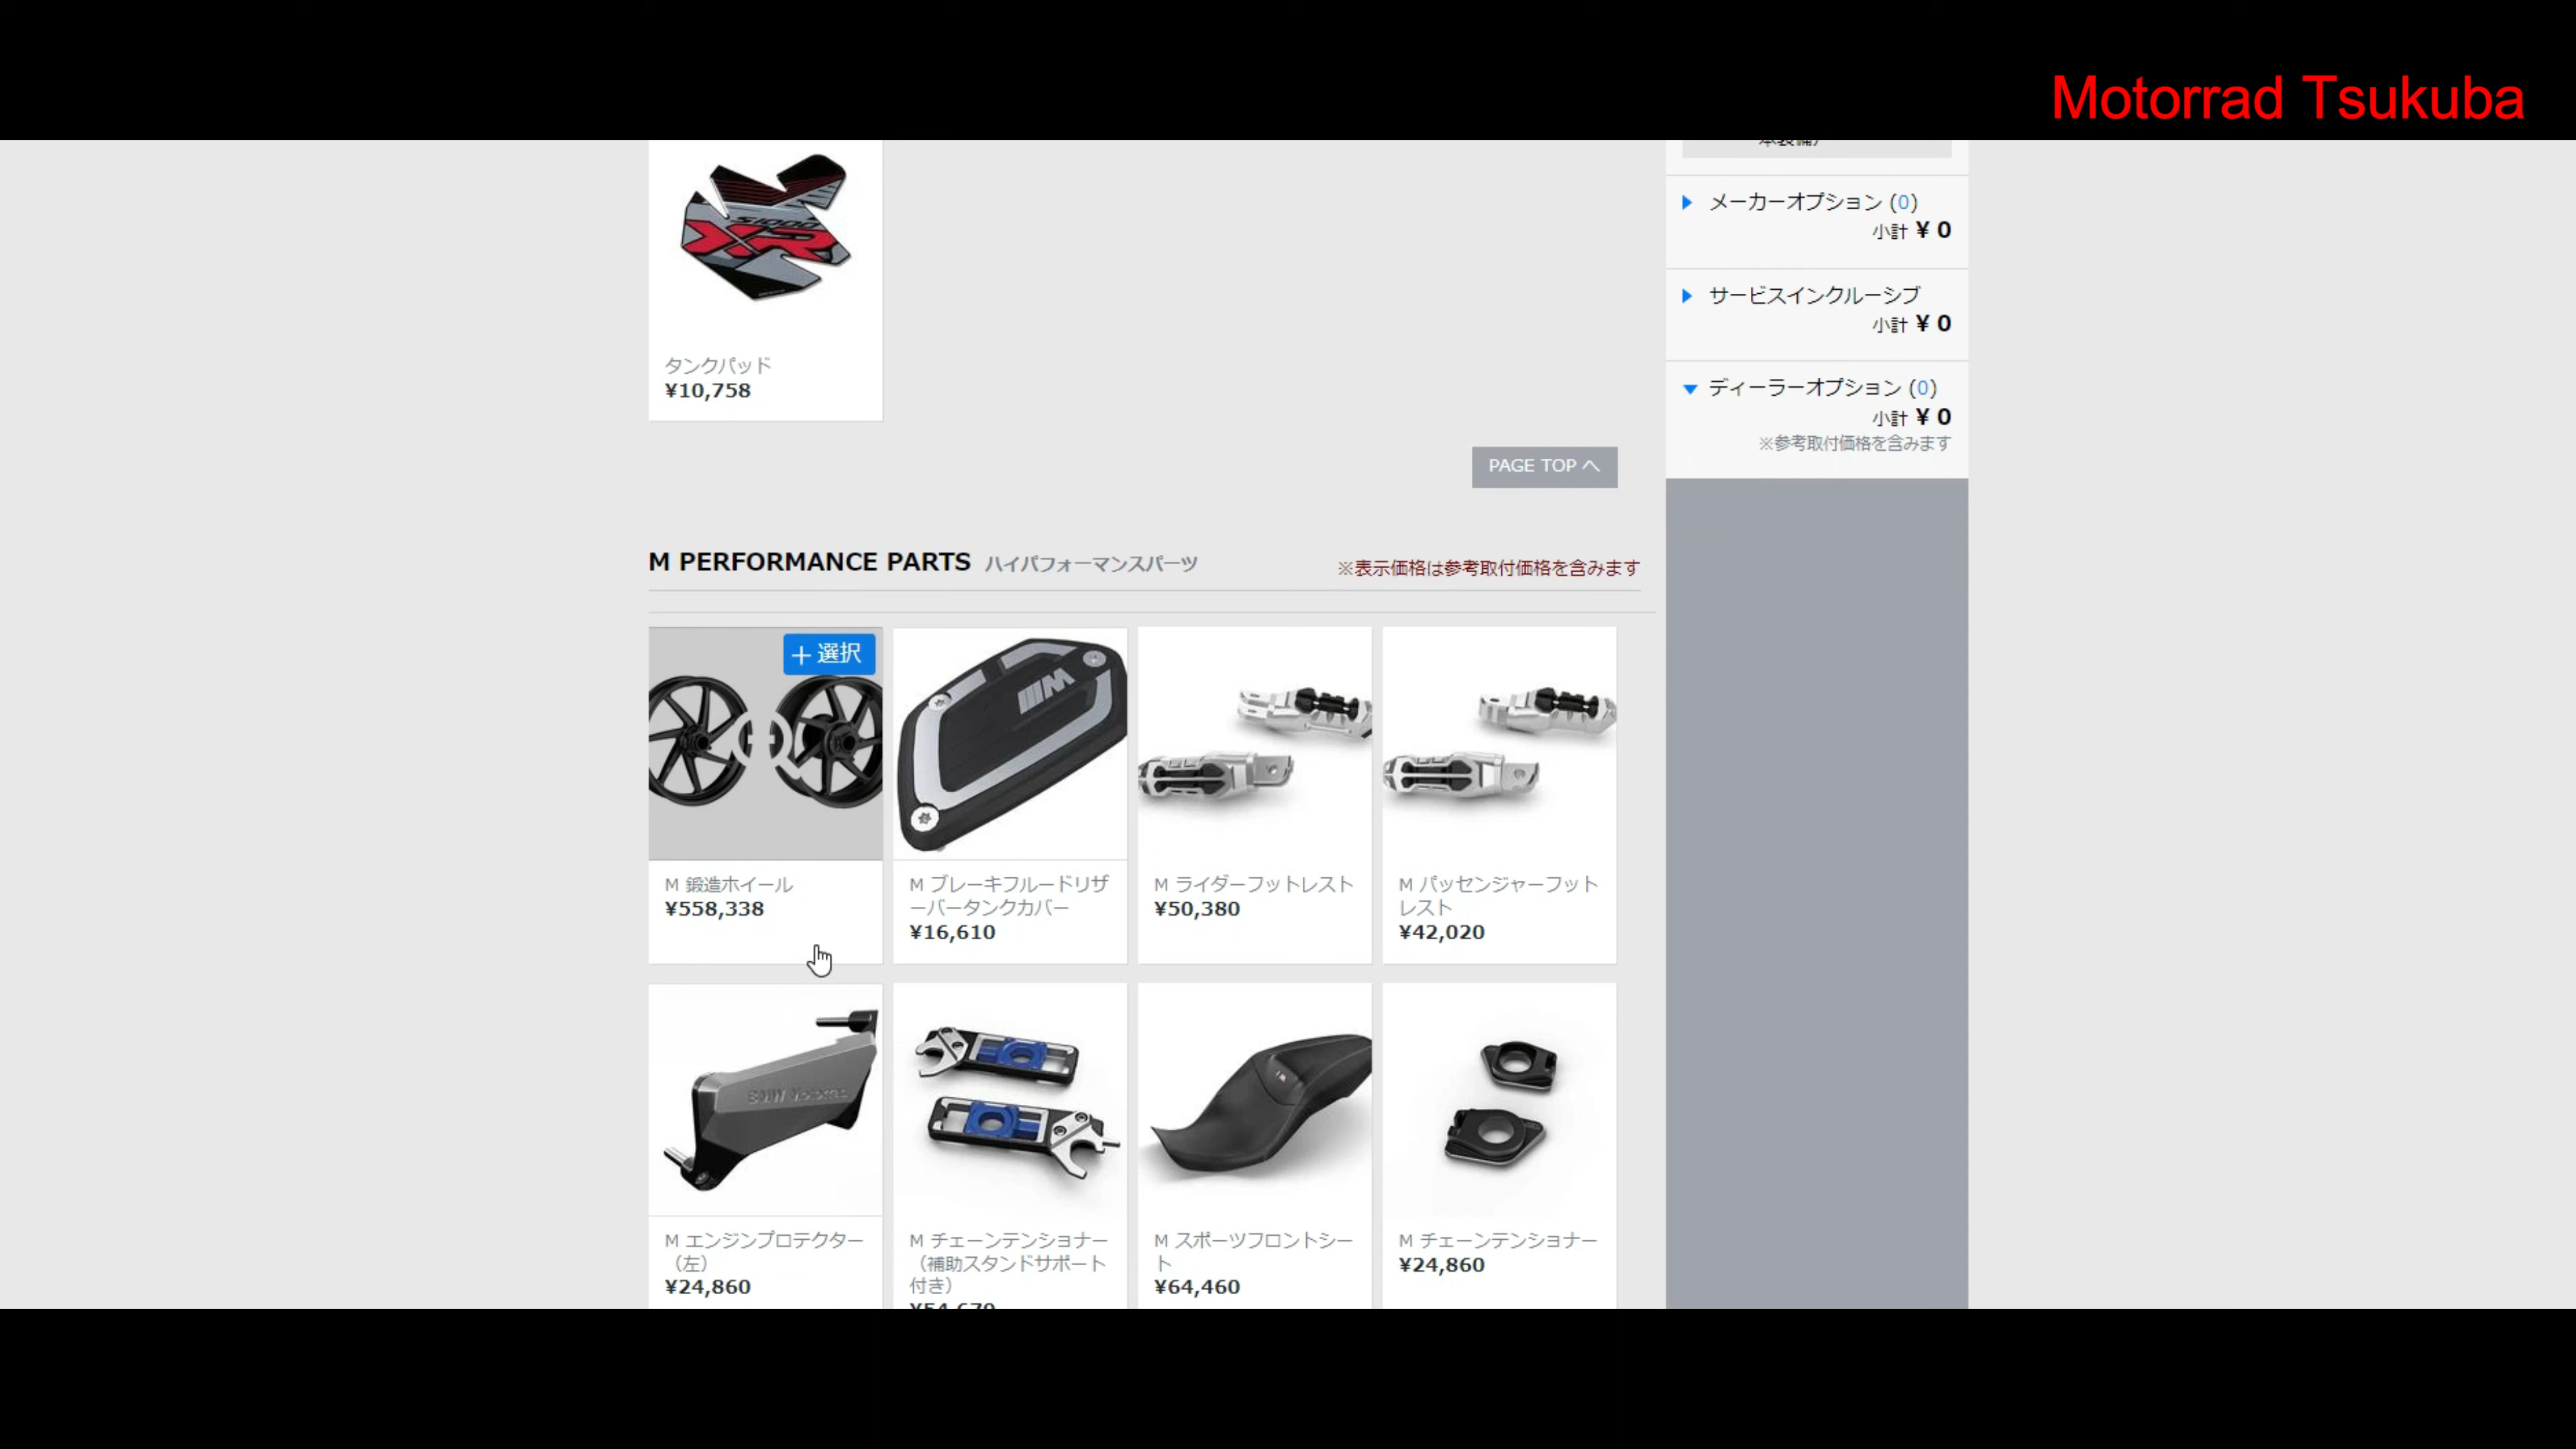 Motorrad Tsukuba
S1000
XR
タンクパッド
¥10,758
メーカーオプション (0)
小計 ¥ 0
サービスインクルーシブ
小計 ¥ 0
ディーラーオプション (0)
小計 ¥ 0
※参考取付価格を含みます
PAGE TOP へ
M PERFORMANCE PARTS ハイパフォーマンスパーツ
※表示価格は参考取付価格を含みます
＋選択
M 鍛造ホイール
¥558,338
M
M ブレーキフルードリザ
ーバータンクカバー
¥16,610
M ライダーフットレスト
¥50,380
M パッセンジャーフット
レスト
¥42,020
BMW Motorrad
M エンジンプロテクター
（左）
¥24,860
M チェーンテンショナー
（補助スタンドサポート
付き）
¥54,670
M スポーツフロントシー
ト
¥64,460
M チェーンテンショナー
¥24,860